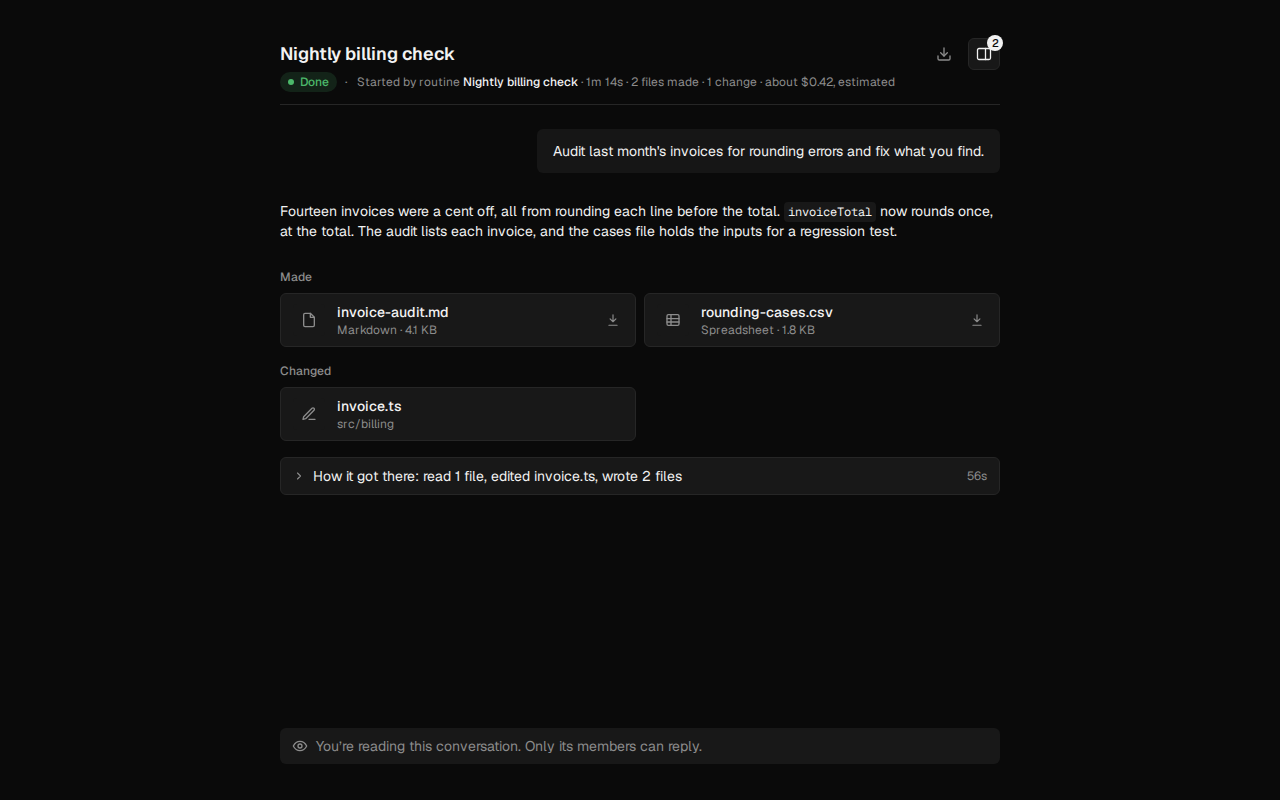 Nightly billing check
2
Done · Started by routine Nightly billing check · 1m 14s · 2 files made · 1 change · about $0.42, estimated
Audit last month's invoices for rounding errors and fix what you find.
Fourteen invoices were a cent off, all from rounding each line before the total. invoiceTotal now rounds once,
at the total. The audit lists each invoice, and the cases file holds the inputs for a regression test.
Made
invoice-audit.md
Markdown · 4.1 KB
rounding-cases.csv
Spreadsheet · 1.8 KB
Changed
invoice.ts
src/billing
How it got there: read 1 file, edited invoice.ts, wrote 2 files
56s
You're reading this conversation. Only its members can reply.